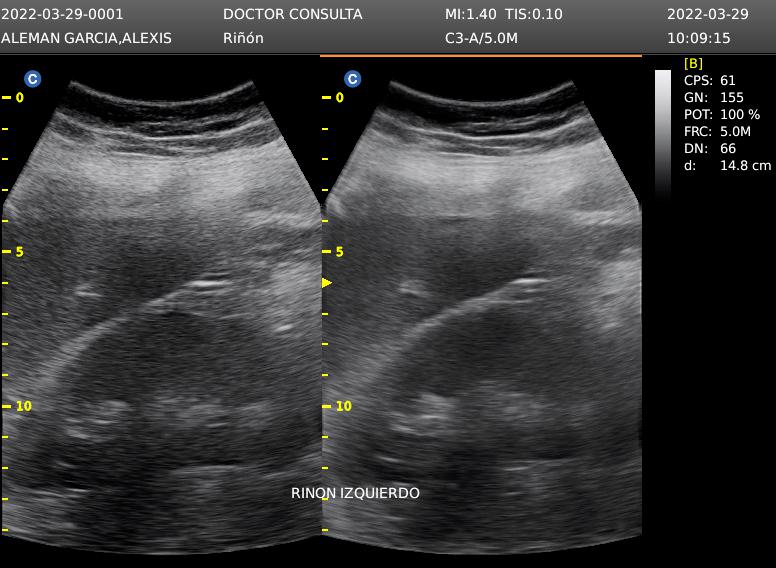 2022-03-29-0001 DOCTOR CONSULTA MI:1.40 TIS:0.10 2022-03-29
ALEMAN GARCIA,ALEXIS Riñón C3-A/5.0M 10:09:15
C C
[B]
CPS: 61
GN: 155
POT: 100 %
FRC: 5.0M
DN: 66
d: 14.8 cm
0 0
5 5
10 10
RINON IZQUIERDO